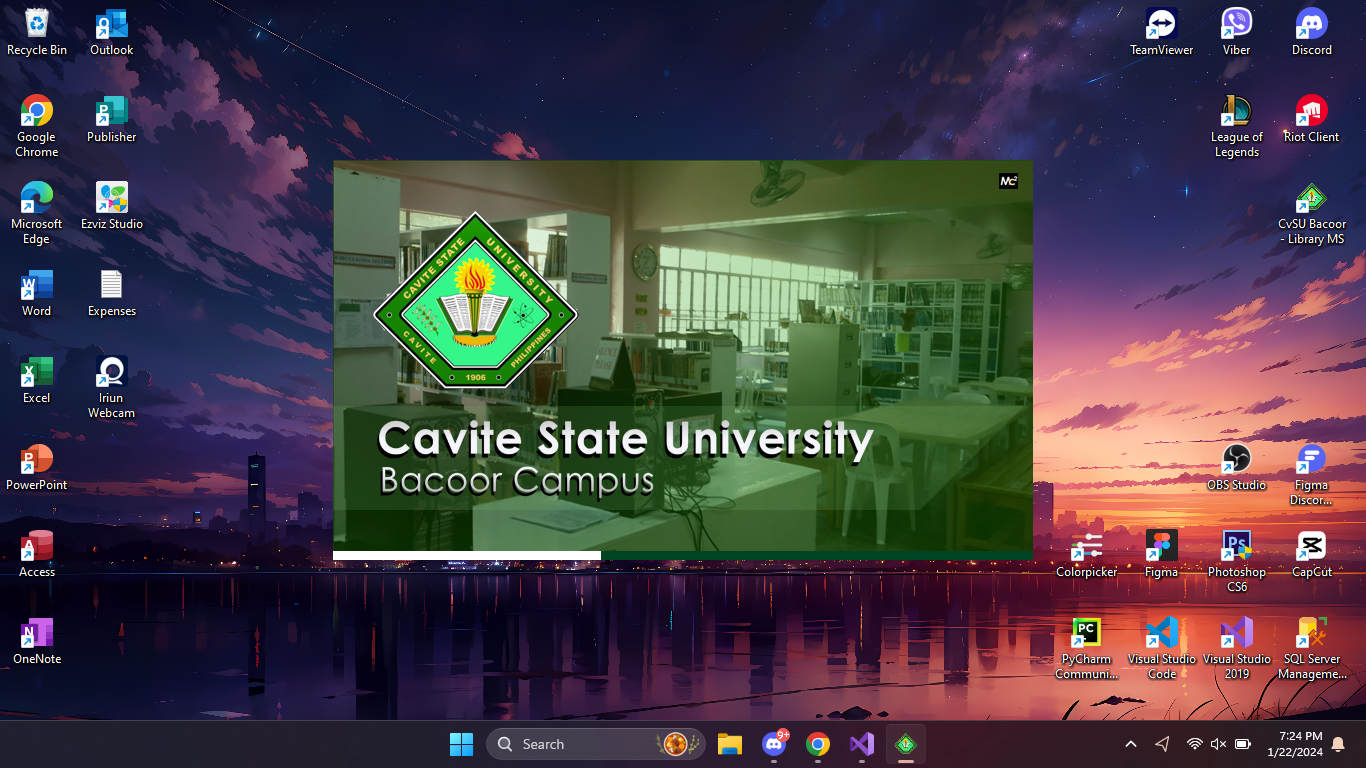 Recycle Bin
Outlook
TeamViewer
Viber
Discord
Google
Chrome
Publisher
League of
Legends
Riot Client
Microsoft
Edge
Ezviz Studio
CvSU Bacoor
- Library MS
Word
Expenses
Excel
Iriun
Webcam
PowerPoint
OBS Studio
Figma
Discor...
Access
Colorpicker
Figma
Photoshop
CS6
CapCut
OneNote
PyCharm
Communi...
Visual Studio
Code
Visual Studio
2019
SQL Server
Manageme...
Mc²
CAVITE STATE UNIVERSITY
CAVITE
PHILIPPINES
1906
Cavite State University
Bacoor Campus
Search
9+
7:24 PM
1/22/2024